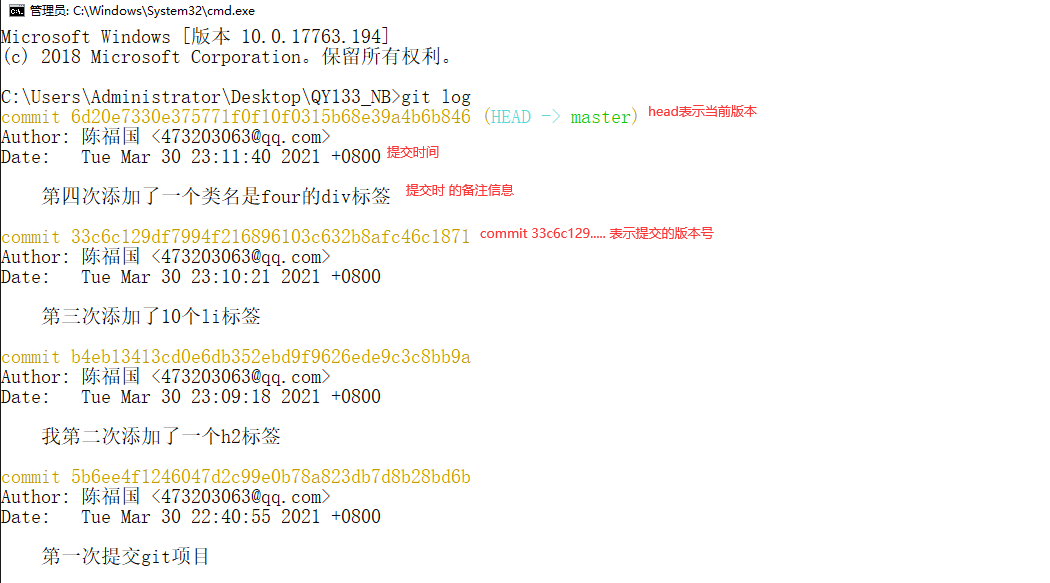 管理员: C:\Windows\System32\cmd.exe
Microsoft Windows [版本 10.0.17763.194]
(c) 2018 Microsoft Corporation。保留所有权利。
C:\Users\Administrator\Desktop\QY133_NB>git log
commit 6d20e7330e375771f0f10f0315b68e39a4b6b846 (HEAD -> master) head表示当前版本
Author: 陈福国 <473203063@qq.com>
Date:   Tue Mar 30 23:11:40 2021 +0800 提交时间
第四次添加了一个类名是four的div标签 提交时 的备注信息
commit 33c6c129df7994f216896103c632b8afc46c1871 commit 33c6c129..... 表示提交的版本号
Author: 陈福国 <473203063@qq.com>
Date:   Tue Mar 30 23:10:21 2021 +0800
第三次添加了10个li标签
commit b4eb13413cd0e6db352ebd9f9626ede9c3c8bb9a
Author: 陈福国 <473203063@qq.com>
Date:   Tue Mar 30 23:09:18 2021 +0800
我第二次添加了一个h2标签
commit 5b6ee4f1246047d2c99e0b78a823db7d8b28bd6b
Author: 陈福国 <473203063@qq.com>
Date:   Tue Mar 30 22:40:55 2021 +0800
第一次提交git项目